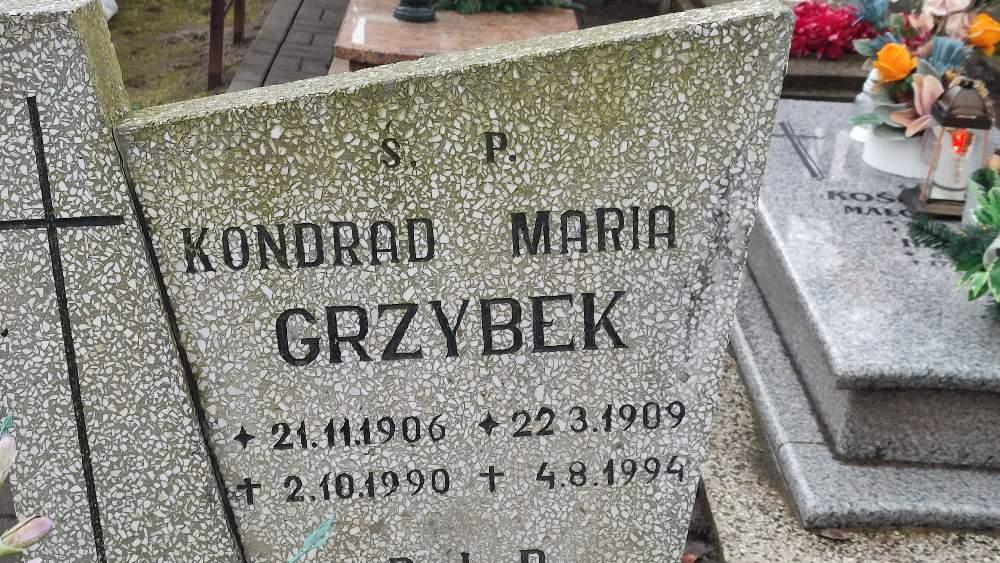 Ś. P.
KONDRAD MARIA
GRZYBEK
✦ 21.11.1906 ✦ 22 3.1909
✝ 2.10.1990 ✝ 4.8.1994